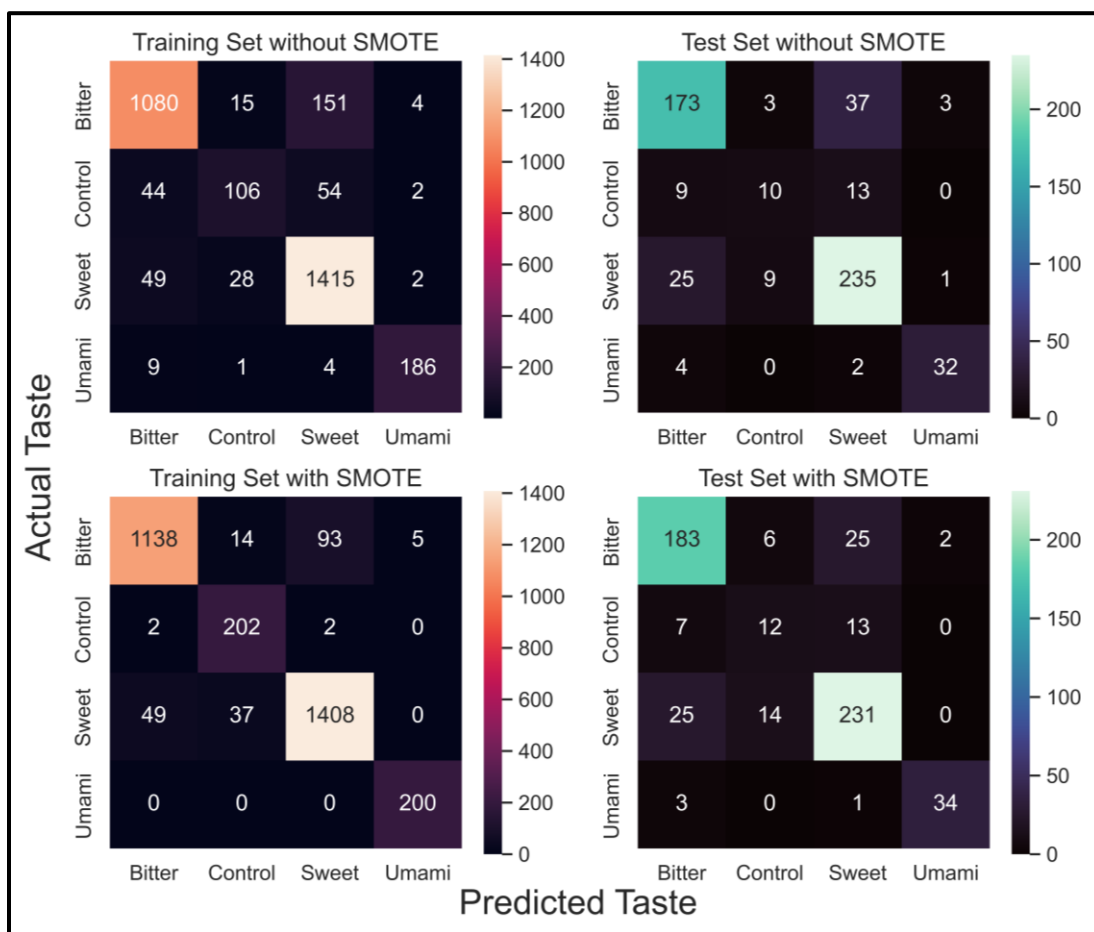 Training Set without SMOTE
Bitter 1080 15 151 4
Control 44 106 54 2
Sweet 49 28 1415 2
Umami 9 1 4 186
Bitter Control Sweet Umami
1400
1200
1000
800
600
400
200
Test Set without SMOTE
Bitter 173 3 37 3
Control 9 10 13 0
Sweet 25 9 235 1
Umami 4 0 2 32
Bitter Control Sweet Umami
200
150
100
50
0
Training Set with SMOTE
Bitter 1138 14 93 5
Control 2 202 2 0
Sweet 49 37 1408 0
Umami 0 0 0 200
Bitter Control Sweet Umami
1400
1200
1000
800
600
400
200
0
Test Set with SMOTE
Bitter 183 6 25 2
Control 7 12 13 0
Sweet 25 14 231 0
Umami 3 0 1 34
Bitter Control Sweet Umami
200
150
100
50
0
Actual Taste
Predicted Taste